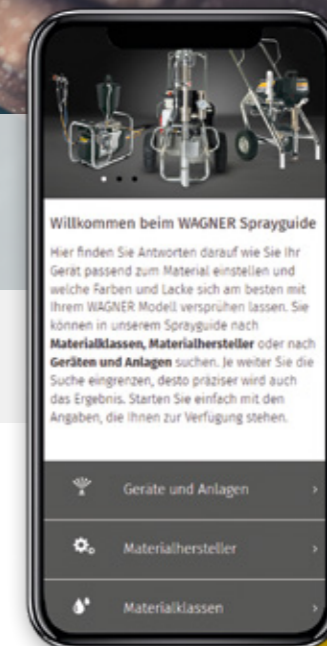 Willkommen beim WAGNER Sprayguide
Hier finden Sie Antworten darauf wie Sie Ihr
Gerät passend zum Material einstellen und
welche Farben und Lacke sich am besten mit
Ihrem WAGNER Modell versprühen lassen. Sie
können in unserem Sprayguide nach
Materialklassen, Materialhersteller oder nach
Geräten und Anlagen suchen. Je weiter Sie die
Suche eingrenzen, desto präziser wird auch
das Ergebnis. Starten Sie einfach mit den
Angaben, die Ihnen zur Verfügung stehen.
Geräte und Anlagen
Materialhersteller
Materialklassen